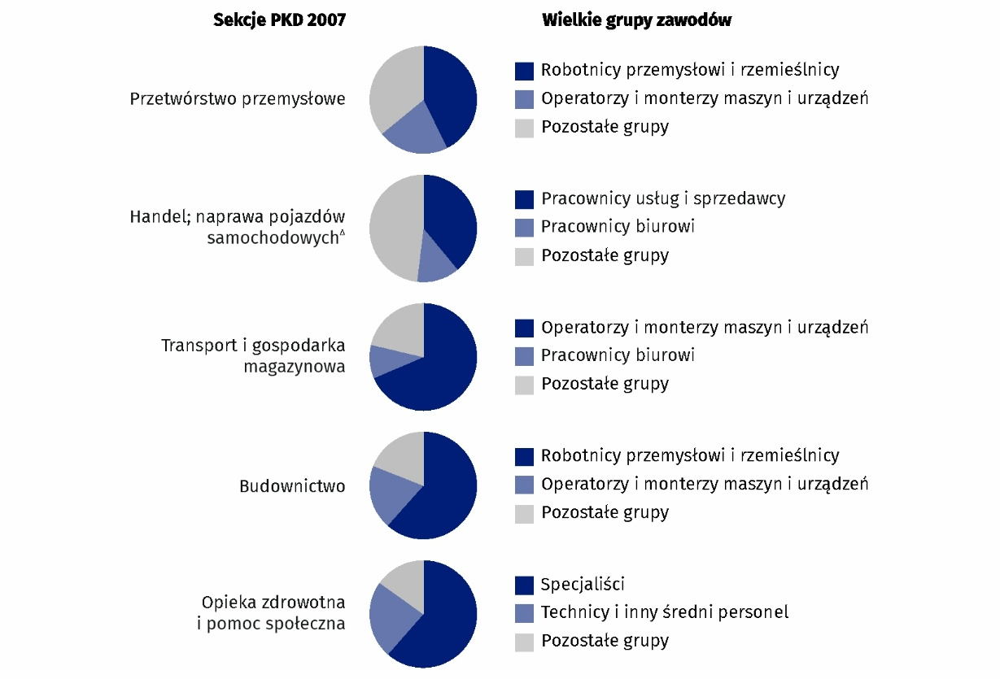 Sekcje PKD 2007
Wielkie grupy zawodów
Przetwórstwo przemysłowe
Robotnicy przemysłowi i rzemieślnicy
Operatorzy i monterzy maszyn i urządzeń
Pozostałe grupy
Handel; naprawa pojazdów
samochodowych^Δ
Pracownicy usług i sprzedawcy
Pracownicy biurowi
Pozostałe grupy
Transport i gospodarka
magazynowa
Operatorzy i monterzy maszyn i urządzeń
Pracownicy biurowi
Pozostałe grupy
Budownictwo
Robotnicy przemysłowi i rzemieślnicy
Operatorzy i monterzy maszyn i urządzeń
Pozostałe grupy
Opieka zdrowotna
i pomoc społeczna
Specjaliści
Technicy i inny średni personel
Pozostałe grupy